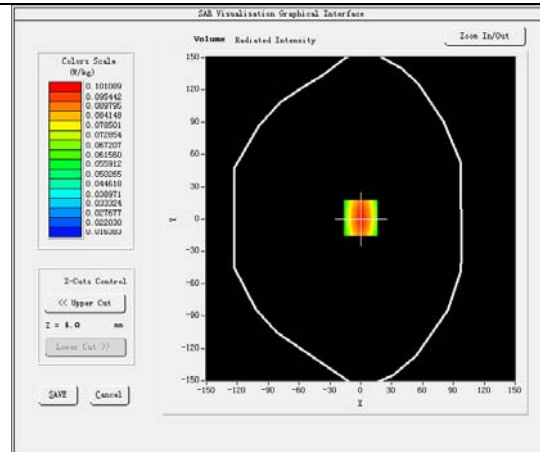 SAR Visualisation Graphical Interface
Volume Radiated Intensity
Zoom In/Out
Colors Scale
(W/kg)
0.101089
0.095442
0.089795
0.084148
0.078501
0.072854
0.067207
0.061560
0.055912
0.050265
0.044618
0.038971
0.033324
0.027677
0.022030
0.016383
150
120
90
60
30
0
-30
-60
-90
-120
-150
Y
-150 -120 -90 -60 -30 0 30 60 90 120 150
X
Z-Cuts Control
<< Upper Cut
Z = 4.0 mm
Lower Cut >>
SAVE
Cancel